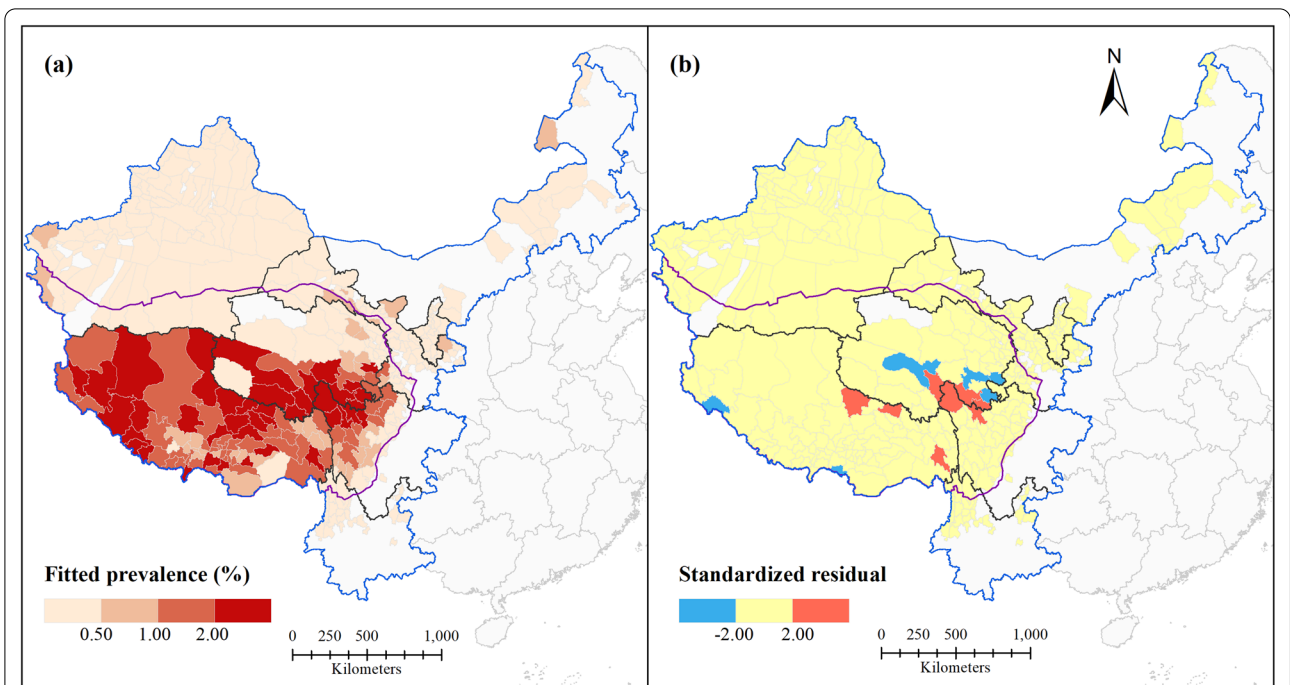 (a)
Fitted prevalence (%)
0.50 1.00 2.00
0 250 500 1,000
Kilometers
(b)
N
Standardized residual
-2.00 2.00
0 250 500 1,000
Kilometers